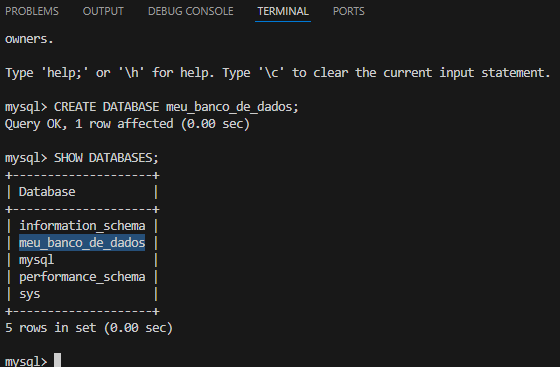 PROBLEMS OUTPUT DEBUG CONSOLE TERMINAL PORTS
owners.
Type 'help;' or '\h' for help. Type '\c' to clear the current input statement.
mysql> CREATE DATABASE meu_banco_de_dados;
Query OK, 1 row affected (0.00 sec)
mysql> SHOW DATABASES;
+--------------------+
| Database           |
+--------------------+
| information_schema |
| meu_banco_de_dados |
| mysql              |
| performance_schema |
| sys                |
+--------------------+
5 rows in set (0.00 sec)
mysql>